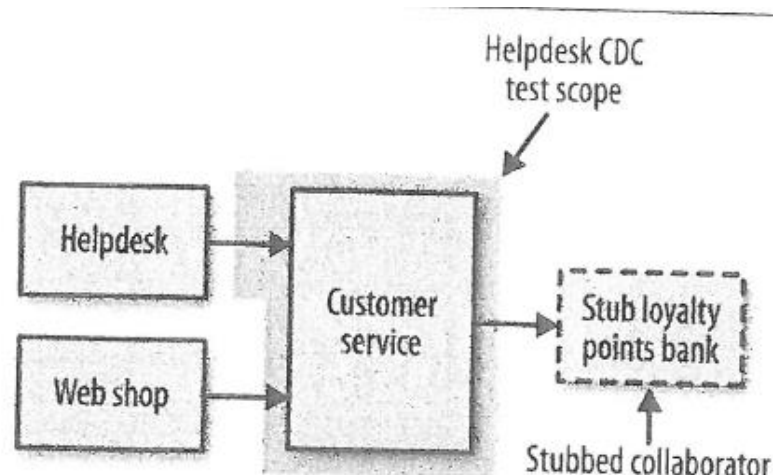 Helpdesk CDC
test scope
Helpdesk
Customer
service
Web shop
Stub loyalty
points bank
Stubbed collaborator